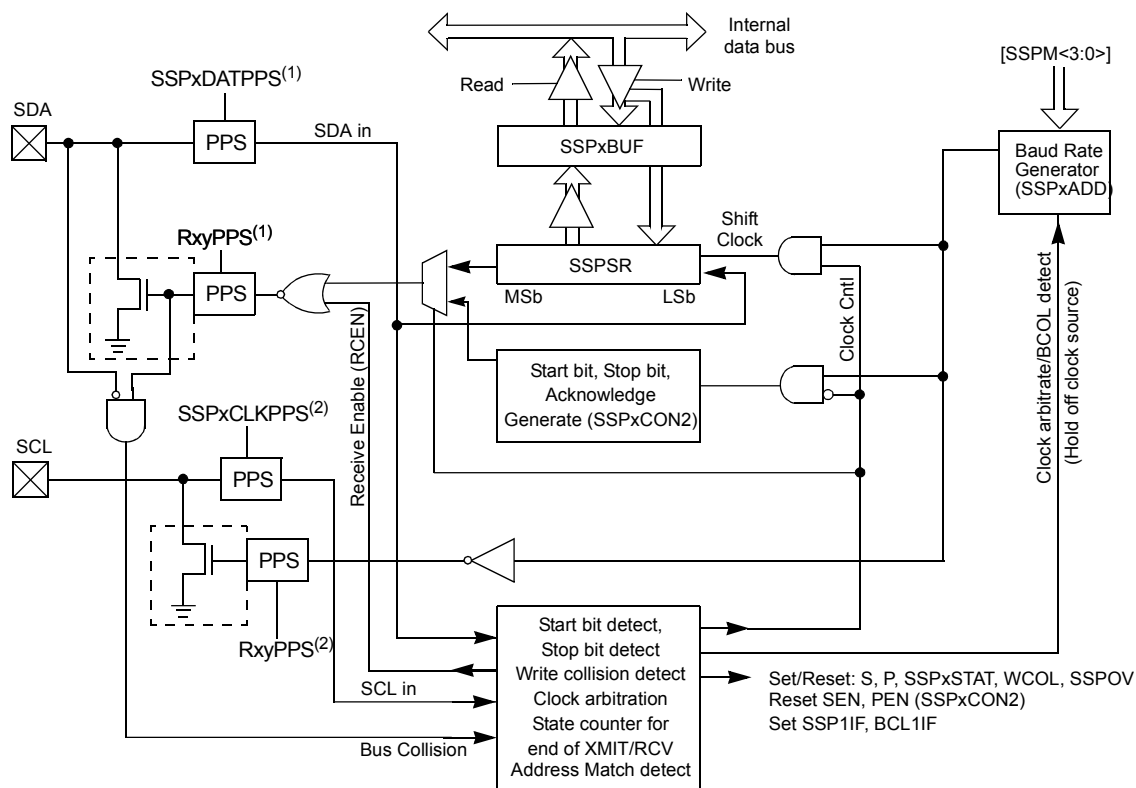 Internal
data bus
[SSPM<3:0>]
Read
Write
SSPxDATPPS(1)
SDA
PPS
SDA in
SSPxBUF
Baud Rate
Generator
(SSPxADD)
RxyPPS(1)
PPS
Shift
Clock
SSPSR
MSb
LSb
Clock Cntl
Clock arbitrate/BCOL detect
(Hold off clock source)
Receive Enable (RCEN)
Start bit, Stop bit,
Acknowledge
Generate (SSPxCON2)
SSPxCLKPPS(2)
SCL
PPS
PPS
RxyPPS(2)
SCL in
Bus Collision
Start bit detect,
Stop bit detect
Write collision detect
Clock arbitration
State counter for
end of XMIT/RCV
Address Match detect
Set/Reset: S, P, SSPxSTAT, WCOL, SSPOV
Reset SEN, PEN (SSPxCON2)
Set SSP1IF, BCL1IF